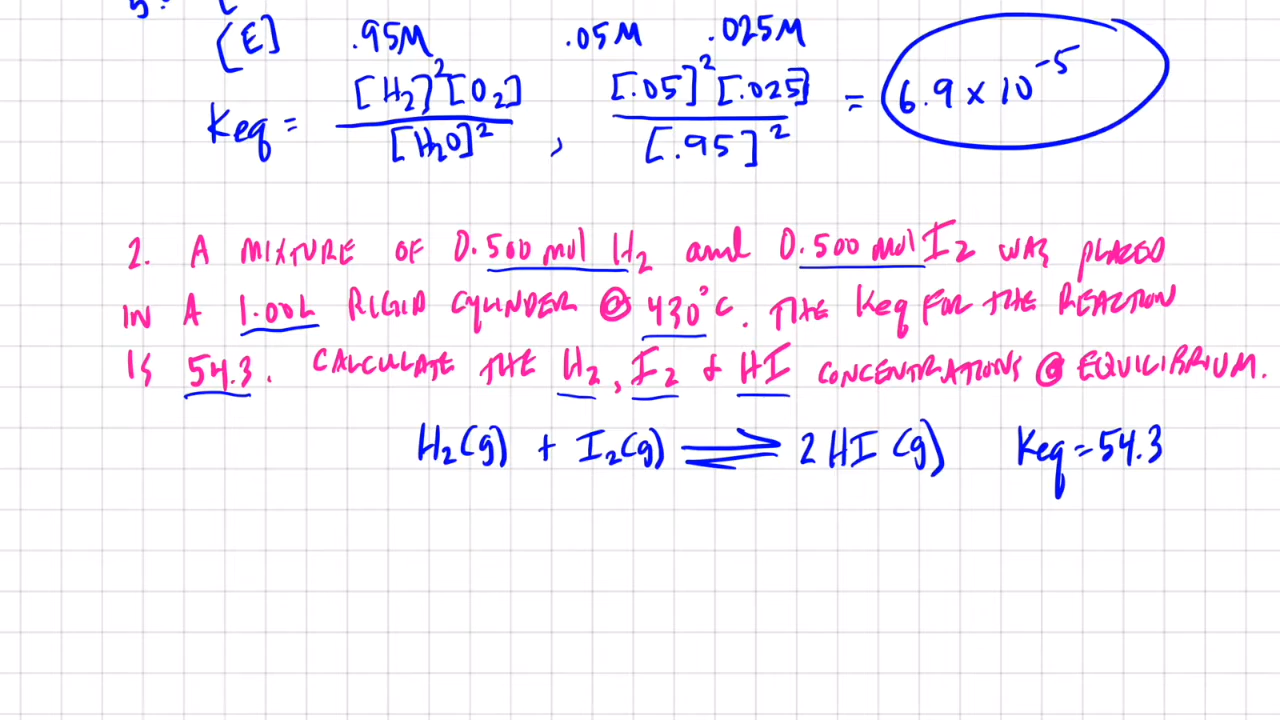 [E] .95M .05M .025M
Keq = [H₂]²[O₂] / [H₂O]² , [.05]²[.025] / [.95]² = 6.9 x 10⁻⁵
2. A MIXTURE OF 0.500 mol H₂ and 0.500 mol I₂ WAS PLACED
IN A 1.00L RIGID CYLINDER @ 430°C. THE Keq FOR THE REACTION
IS 54.3. CALCULATE THE H₂, I₂ & HI CONCENTRATIONS @ EQUILIBRIUM.
H₂(g) + I₂(g) ⇌ 2HI(g) Keq = 54.3